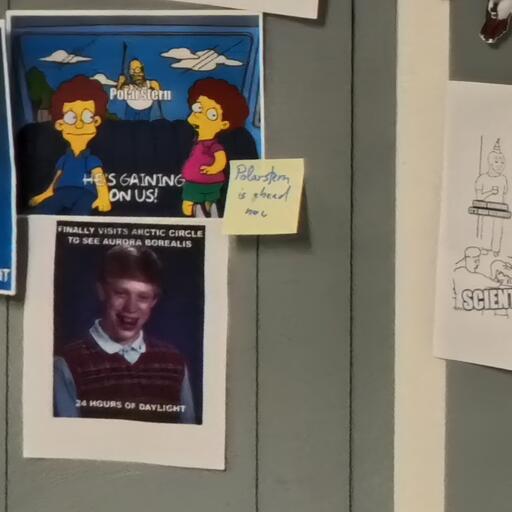 Polarstern
HE'S GAINING
ON US!
Polarstern
is ahead
now
FINALLY VISITS ARCTIC CIRCLE
TO SEE AURORA BOREALIS
24 HOURS OF DAYLIGHT
SCIENT